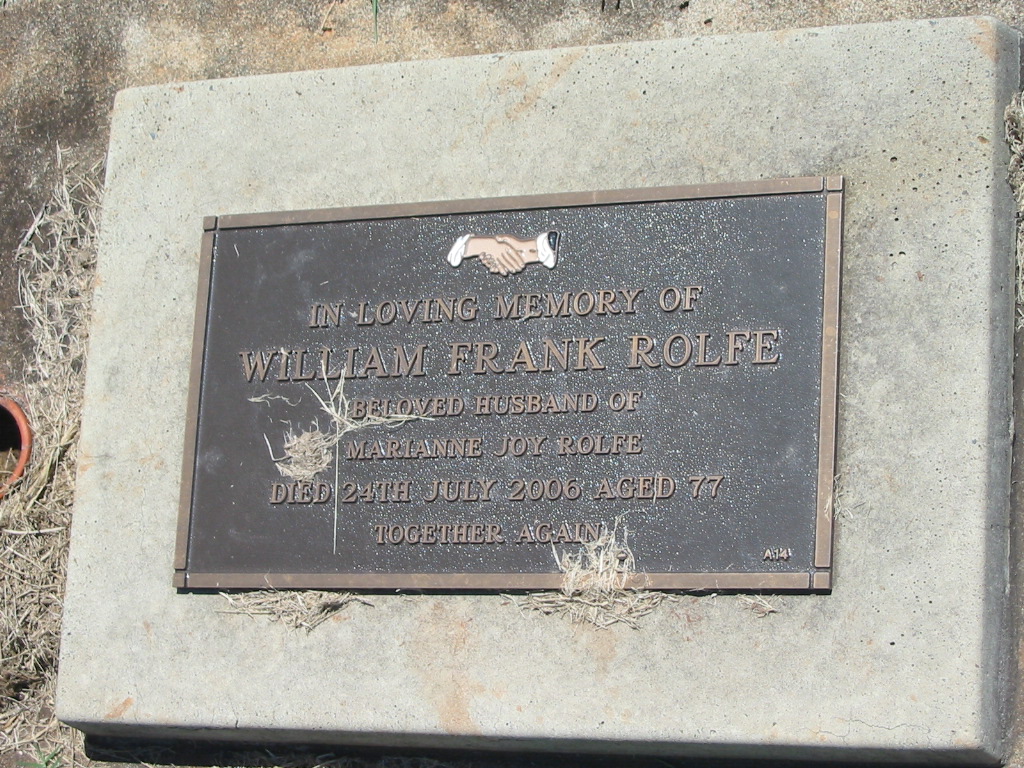 IN LOVING MEMORY OF
WILLIAM FRANK ROLFE
BELOVED HUSBAND OF
MARIANNE JOY ROLFE
DIED 24TH JULY 2006 AGED 77
TOGETHER AGAIN
A14